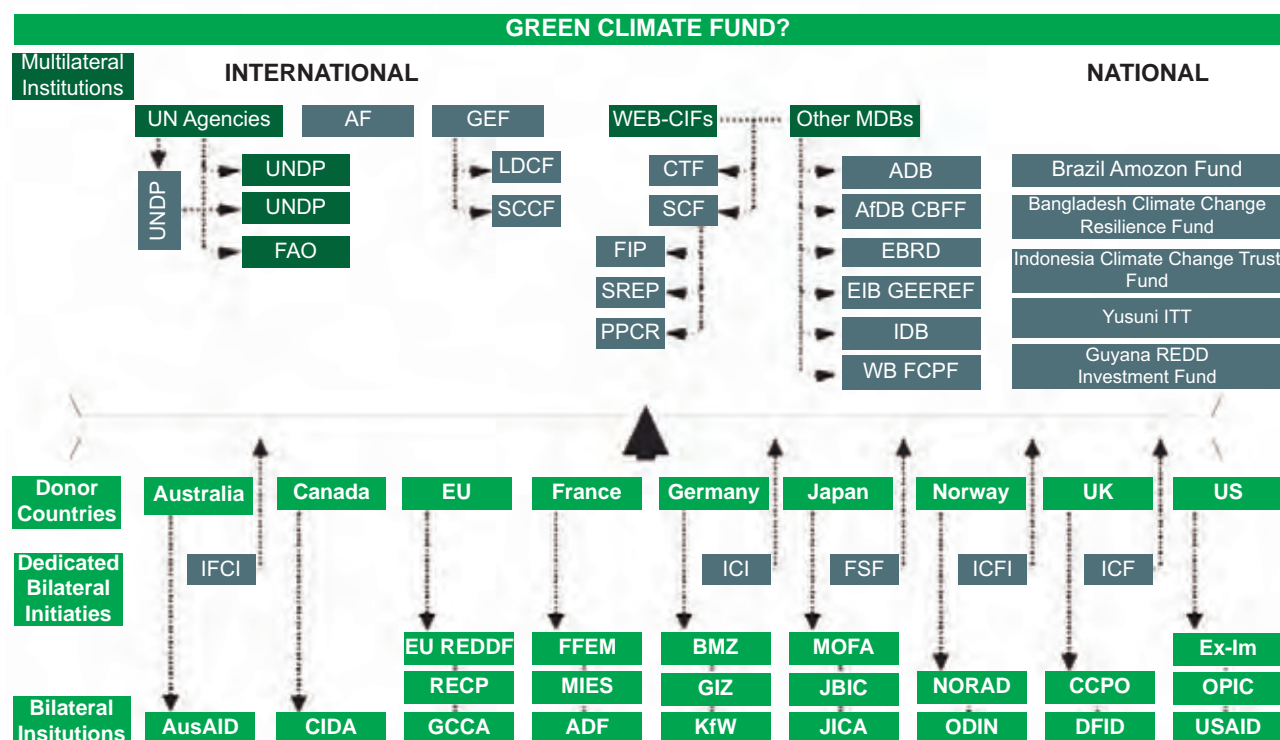 GREEN CLIMATE FUND?
Multilateral
Institutions
INTERNATIONAL
NATIONAL
UN Agencies
AF
GEF
WEB-CIFs
Other MDBs
UNDP
UNDP
UNDP
FAO
LDCF
SCCF
CTF
SCF
FIP
SREP
PPCR
ADB
AfDB CBFF
EBRD
EIB GEEREF
IDB
WB FCPF
Brazil Amozon Fund
Bangladesh Climate Change
Resilience Fund
Indonesia Climate Change Trust
Fund
Yusuni ITT
Guyana REDD
Investment Fund
Donor
Countries
Australia
Canada
EU
France
Germany
Japan
Norway
UK
US
Dedicated
Bilateral
Initiaties
IFCI
ICI
FSF
ICFI
ICF
EU REDDF
FFEM
BMZ
MOFA
Ex-Im
RECP
MIES
GIZ
JBIC
NORAD
CCPO
OPIC
Bilateral
Insitutions
AusAID
CIDA
GCCA
ADF
KfW
JICA
ODIN
DFID
USAID